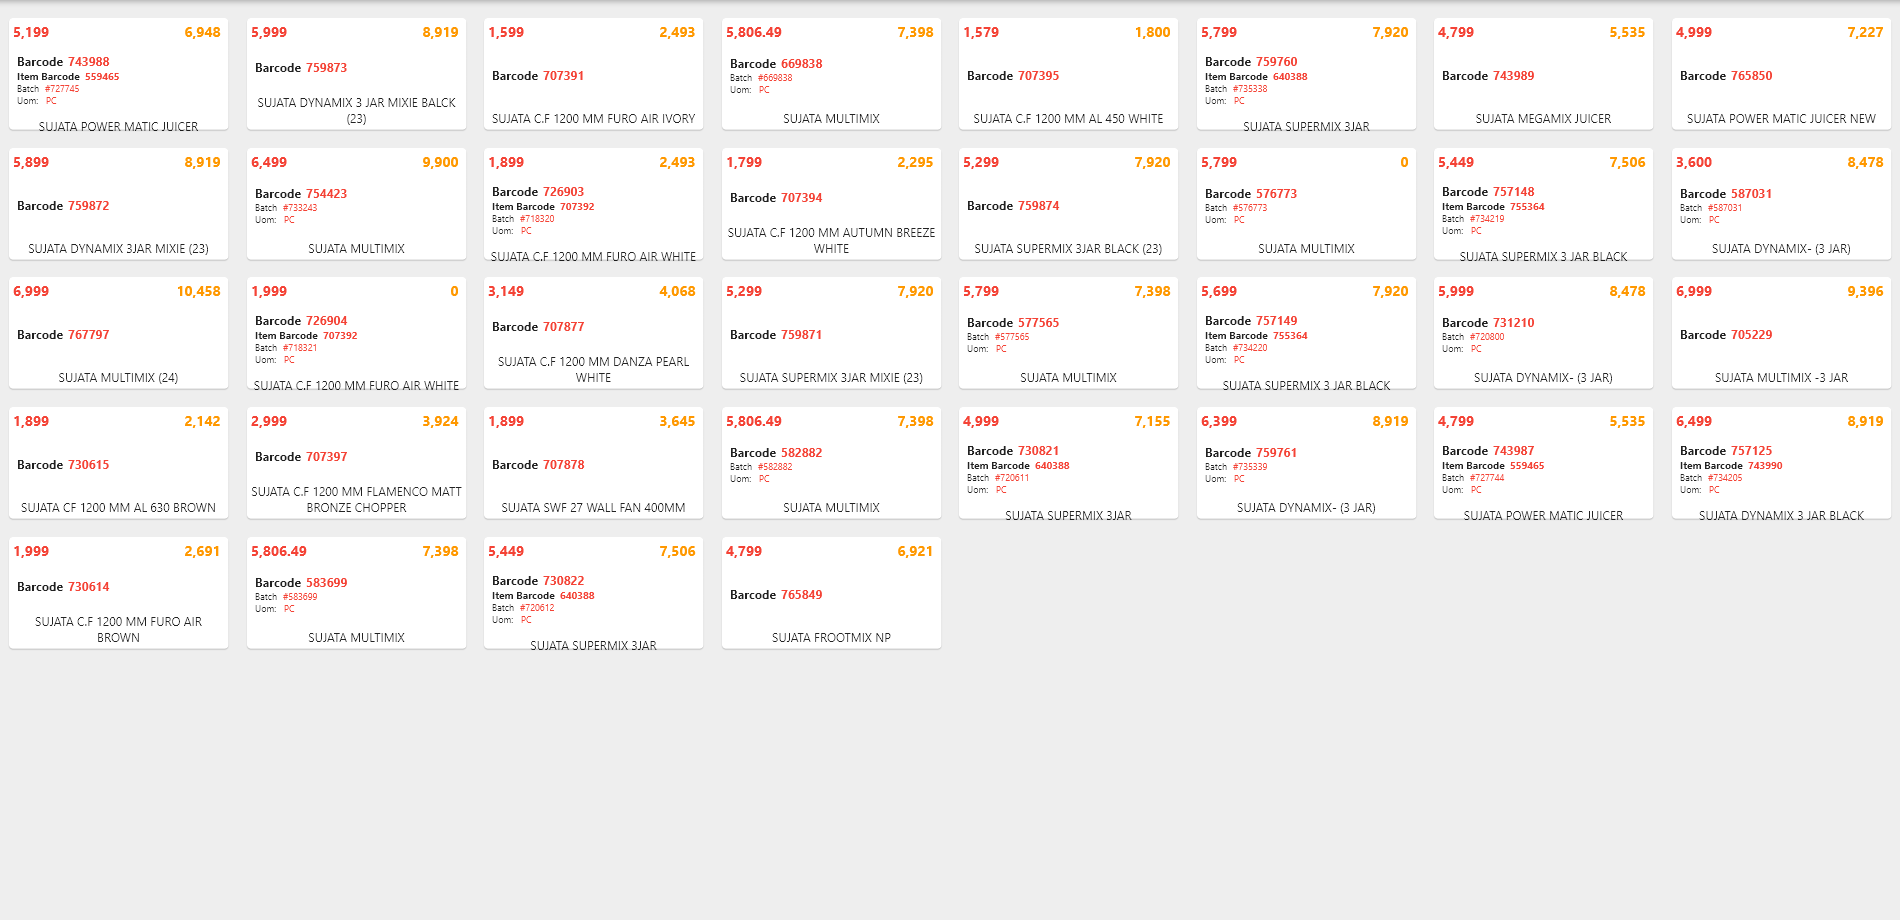 5,199 6,948
Barcode 743988
Item Barcode 559465
Batch #727745
Uom: PC
SUJATA POWER MATIC JUICER
5,999 8,919
Barcode 759873
SUJATA DYNAMIX 3 JAR MIXIE BALCK
(23)
1,599 2,493
Barcode 707391
SUJATA C.F 1200 MM FURO AIR IVORY
5,806.49 7,398
Barcode 669838
Batch #669838
Uom: PC
SUJATA MULTIMIX
1,579 1,800
Barcode 707395
SUJATA C.F 1200 MM AL 450 WHITE
5,799 7,920
Barcode 759760
Item Barcode 640388
Batch #735338
Uom: PC
SUJATA SUPERMIX 3JAR
4,799 5,535
Barcode 743989
SUJATA MEGAMIX JUICER
4,999 7,227
Barcode 765850
SUJATA POWER MATIC JUICER NEW
5,899 8,919
Barcode 759872
SUJATA DYNAMIX 3JAR MIXIE (23)
6,499 9,900
Barcode 754423
Batch #733243
Uom: PC
SUJATA MULTIMIX
1,899 2,493
Barcode 726903
Item Barcode 707392
Batch #718320
Uom: PC
SUJATA C.F 1200 MM FURO AIR WHITE
1,799 2,295
Barcode 707394
SUJATA C.F 1200 MM AUTUMN BREEZE
WHITE
5,299 7,920
Barcode 759874
SUJATA SUPERMIX 3JAR BLACK (23)
5,799 0
Barcode 576773
Batch #576773
Uom: PC
SUJATA MULTIMIX
5,449 7,506
Barcode 757148
Item Barcode 755364
Batch #734219
Uom: PC
SUJATA SUPERMIX 3 JAR BLACK
3,600 8,478
Barcode 587031
Batch #587031
Uom: PC
SUJATA DYNAMIX- (3 JAR)
6,999 10,458
Barcode 767797
SUJATA MULTIMIX (24)
1,999 0
Barcode 726904
Item Barcode 707392
Batch #718321
Uom: PC
SUJATA C.F 1200 MM FURO AIR WHITE
3,149 4,068
Barcode 707877
SUJATA C.F 1200 MM DANZA PEARL
WHITE
5,299 7,920
Barcode 759871
SUJATA SUPERMIX 3JAR MIXIE (23)
5,799 7,398
Barcode 577565
Batch #577565
Uom: PC
SUJATA MULTIMIX
5,699 7,920
Barcode 757149
Item Barcode 755364
Batch #734220
Uom: PC
SUJATA SUPERMIX 3 JAR BLACK
5,999 8,478
Barcode 731210
Batch #720800
Uom: PC
SUJATA DYNAMIX- (3 JAR)
6,999 9,396
Barcode 705229
SUJATA MULTIMIX -3 JAR
1,899 2,142
Barcode 730615
SUJATA CF 1200 MM AL 630 BROWN
2,999 3,924
Barcode 707397
SUJATA C.F 1200 MM FLAMENCO MATT
BRONZE CHOPPER
1,899 3,645
Barcode 707878
SUJATA SWF 27 WALL FAN 400MM
5,806.49 7,398
Barcode 582882
Batch #582882
Uom: PC
SUJATA MULTIMIX
4,999 7,155
Barcode 730821
Item Barcode 640388
Batch #720611
Uom: PC
SUJATA SUPERMIX 3JAR
6,399 8,919
Barcode 759761
Batch #735339
Uom: PC
SUJATA DYNAMIX- (3 JAR)
4,799 5,535
Barcode 743987
Item Barcode 559465
Batch #727744
Uom: PC
SUJATA POWER MATIC JUICER
6,499 8,919
Barcode 757125
Item Barcode 743990
Batch #734205
Uom: PC
SUJATA DYNAMIX 3 JAR BLACK
1,999 2,691
Barcode 730614
SUJATA C.F 1200 MM FURO AIR
BROWN
5,806.49 7,398
Barcode 583699
Batch #583699
Uom: PC
SUJATA MULTIMIX
5,449 7,506
Barcode 730822
Item Barcode 640388
Batch #720612
Uom: PC
SUJATA SUPERMIX 3JAR
4,799 6,921
Barcode 765849
SUJATA FROOTMIX NP